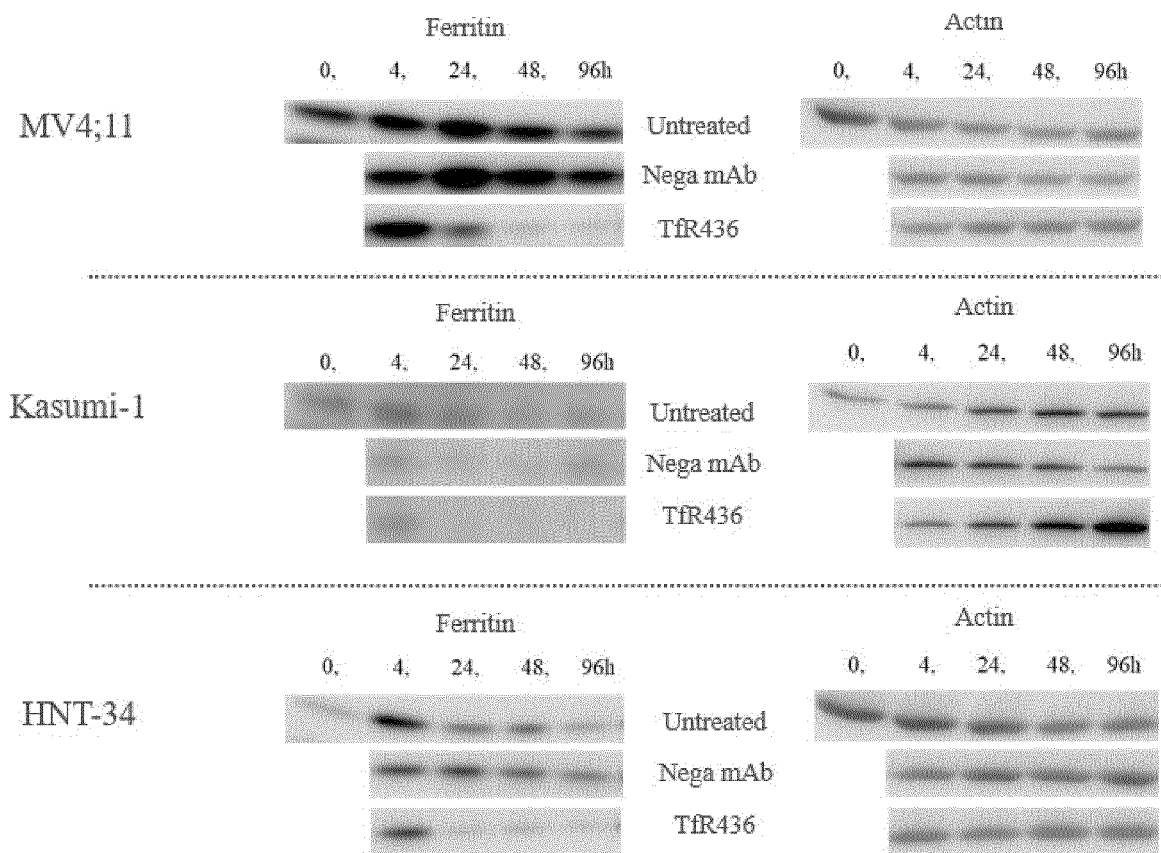 Ferritin Actin
0, 4, 24, 48, 96h 0, 4, 24, 48, 96h
MV4;11 Untreated
Nega mAb
TfR436
Ferritin Actin
0, 4, 24, 48, 96h 0, 4, 24, 48, 96h
Kasumi-1 Untreated
Nega mAb
TfR436
Ferritin Actin
0, 4, 24, 48, 96h 0, 4, 24, 48, 96h
HNT-34 Untreated
Nega mAb
TfR436